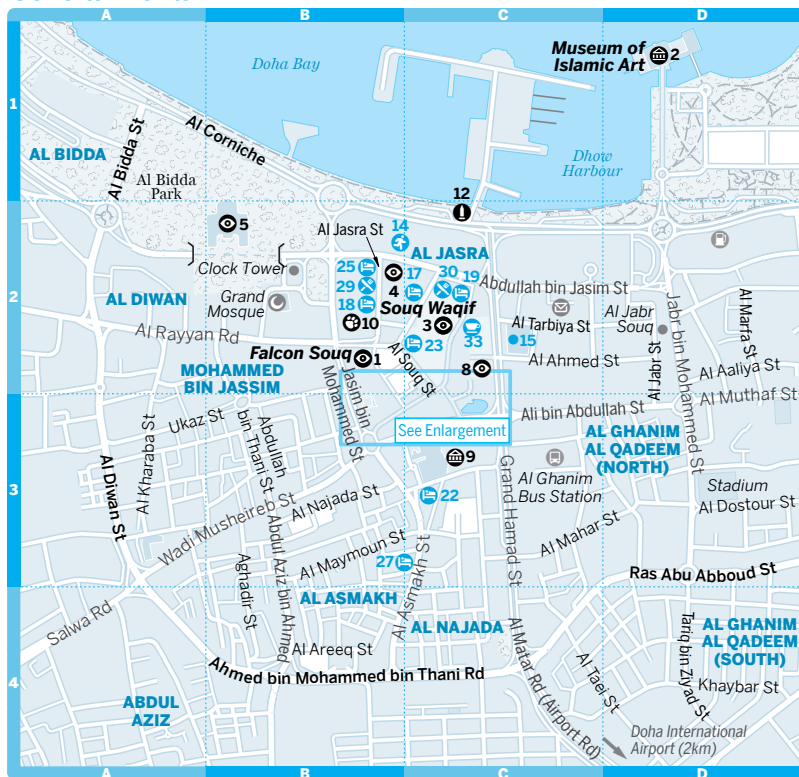 A
B
C
D
Museum of
Islamic Art
2
Doha Bay
1
1
Al Corniche
Dhow
Harbour
AL BIDDA
Al Bidda St
Al Bidda
Park
12
5
14
Al Jasra St
AL JASRA
25
17
30
19
Clock Tower
4
Abdullah bin Jasim St
29
2
2
AL DIWAN
Grand
Mosque
18
Souq Waqif
10
3
33
Al Tarbiya St
15
Al Jabr
Souq
Jabr bin Mohammed St
Al Marfa St
Al Rayyan Rd
23
Falcon Souq
1
Al Souq St
8
Al Ahmed St
Al Jabr St
Al Aaliya St
MOHAMMED
BIN JASSIM
Jasim bin
Mohammed St
Al Muthaf St
Ali bin Abdullah St
Ukaz St
Al Kharaba St
Abdullah
bin Thani St
See Enlargement
AL GHANIM
AL QADEEM
(NORTH)
9
3
3
Al Diwan St
Wadi Musheireb St
Al Najada St
22
Grand Hamad St
Al Ghanim
Bus Station
Stadium
Al Dostour St
Al Mahar St
Al Maymoun St
27
Abdul Aziz bin Ahmed
Aghadir St
Al Asmakh St
Ras Abu Abboud St
AL ASMAKH
Salwa Rd
AL NAJADA
AL GHANIM
AL QADEEM
(SOUTH)
Al Areeq St
Tariq bin Ziyad St
4
4
Ahmed bin Mohammed bin Thani Rd
Al Matar Rd (Airport Rd)
Al Taei St
Khaybar St
ABDUL
AZIZ
Doha International
Airport (2km)
A
B
C
D